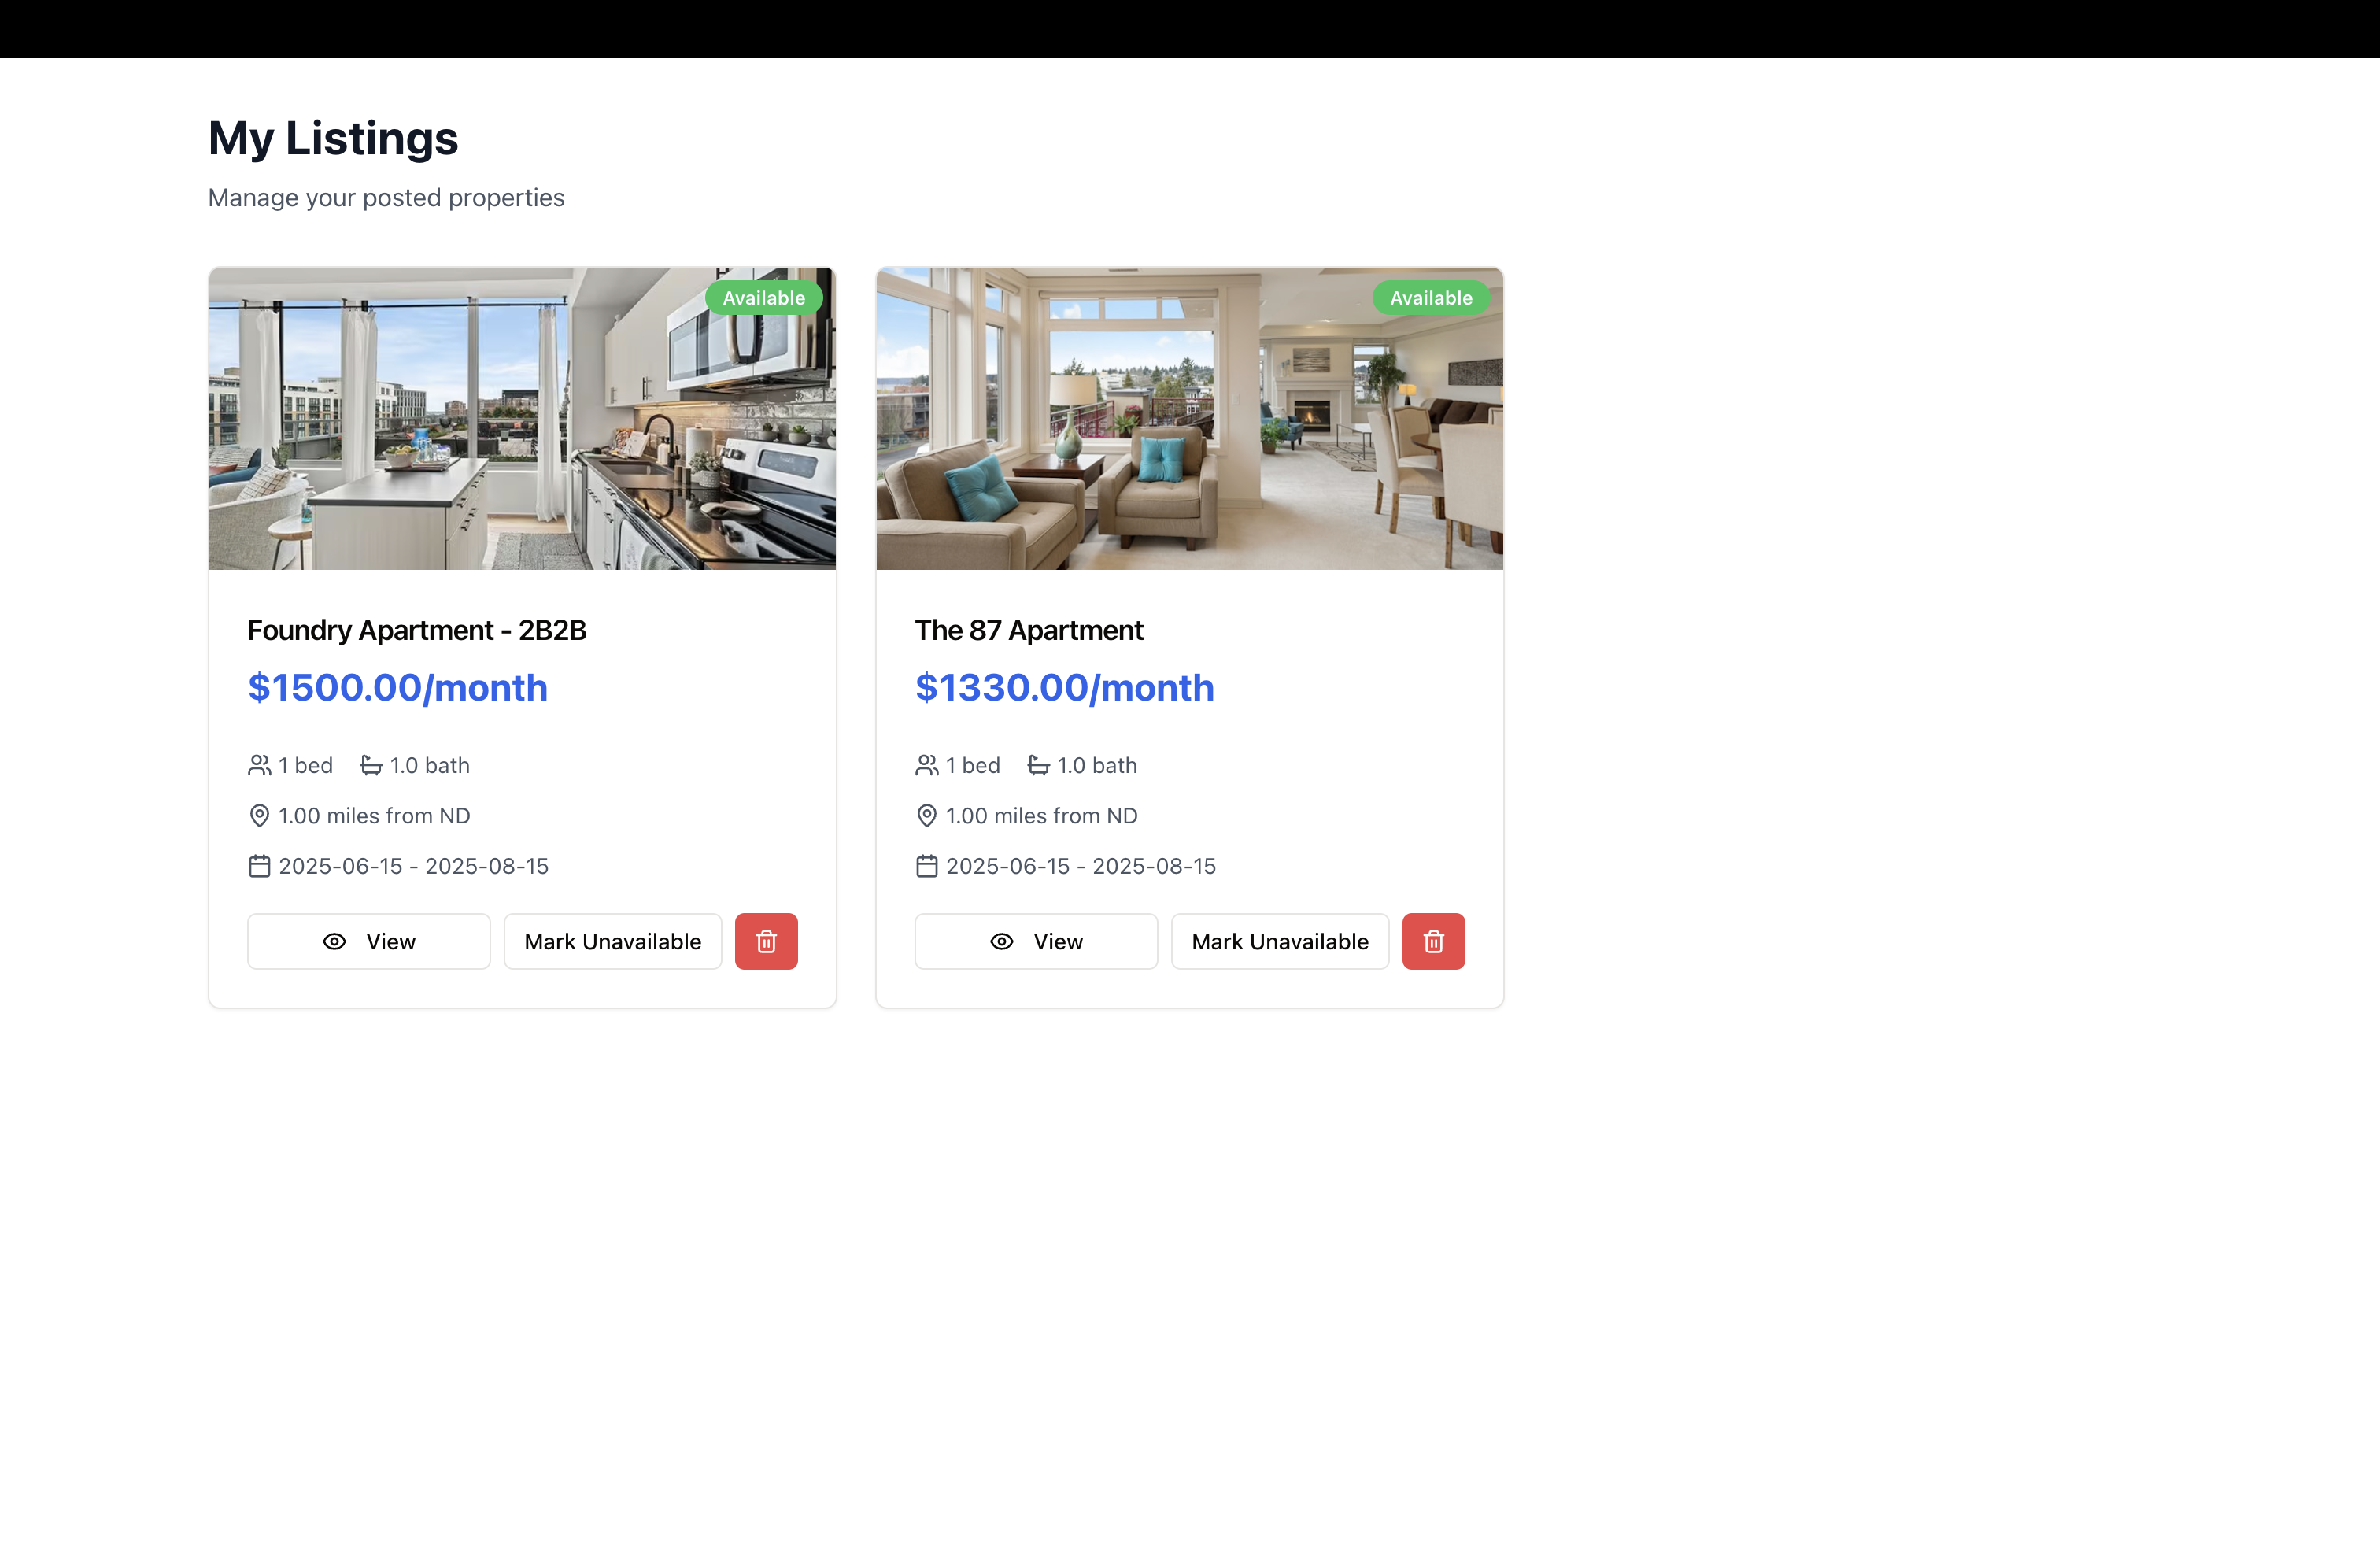 My Listings
Manage your posted properties
Available
Foundry Apartment - 2B2B
$1500.00/month
1 bed 1.0 bath
1.00 miles from ND
2025-06-15 - 2025-08-15
View Mark Unavailable
Available
The 87 Apartment
$1330.00/month
1 bed 1.0 bath
1.00 miles from ND
2025-06-15 - 2025-08-15
View Mark Unavailable